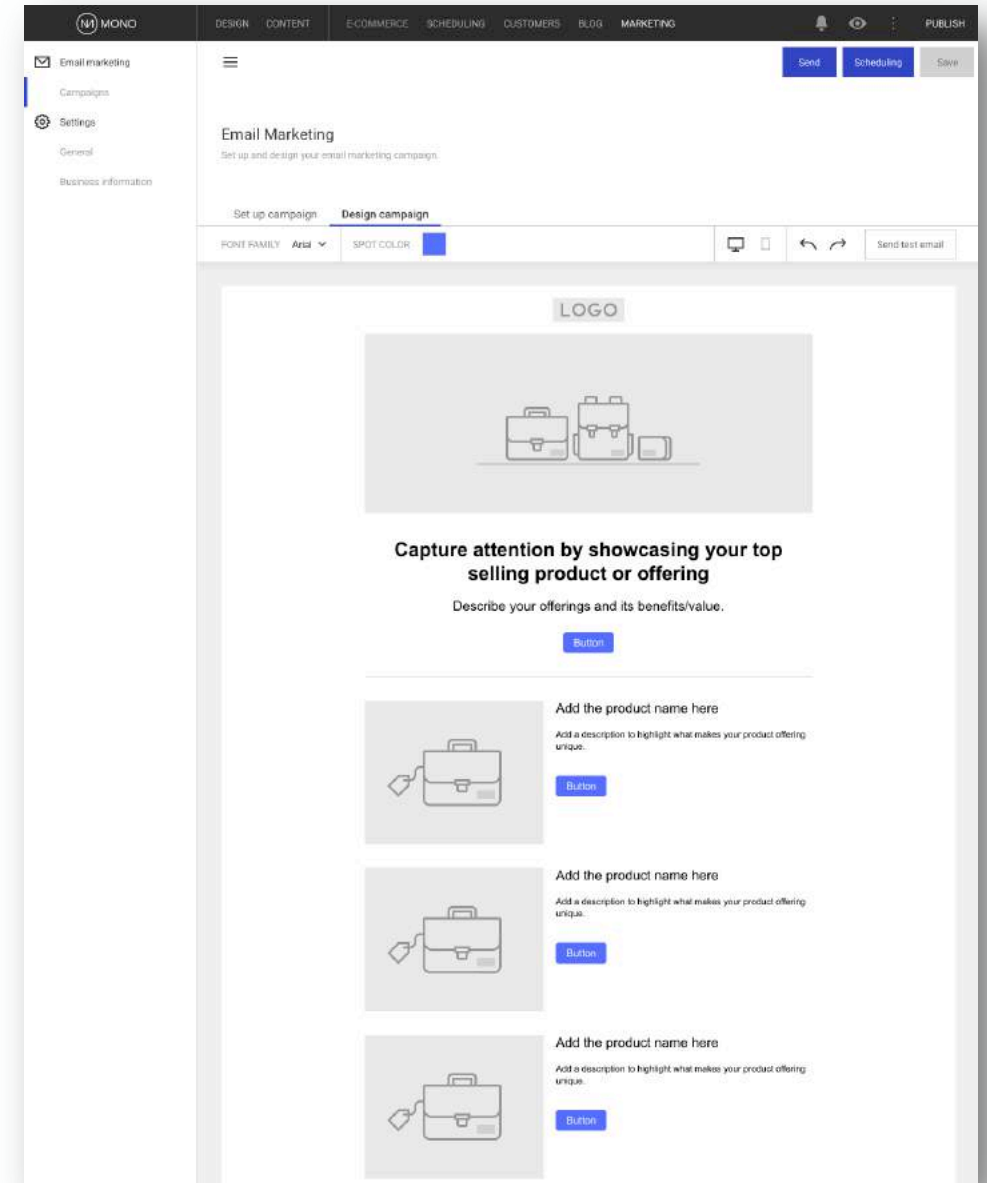 MONO
DESIGN CONTENT E-COMMERCE SCHEDULING CUSTOMERS BLOG MARKETING PUBLISH
Email marketing
Campaigns
Settings
General
Business information
Send Scheduling Save
Email Marketing
Set up and design your email marketing campaign.
Set up campaign Design campaign
FONT FAMILY Arial SPOT COLOR Send test email
LOGO
Capture attention by showcasing your top
selling product or offering
Describe your offerings and its benefits/value.
Button
Add the product name here
Add a description to highlight what makes your product offering
unique.
Button
Add the product name here
Add a description to highlight what makes your product offering
unique.
Button
Add the product name here
Add a description to highlight what makes your product offering
unique.
Button